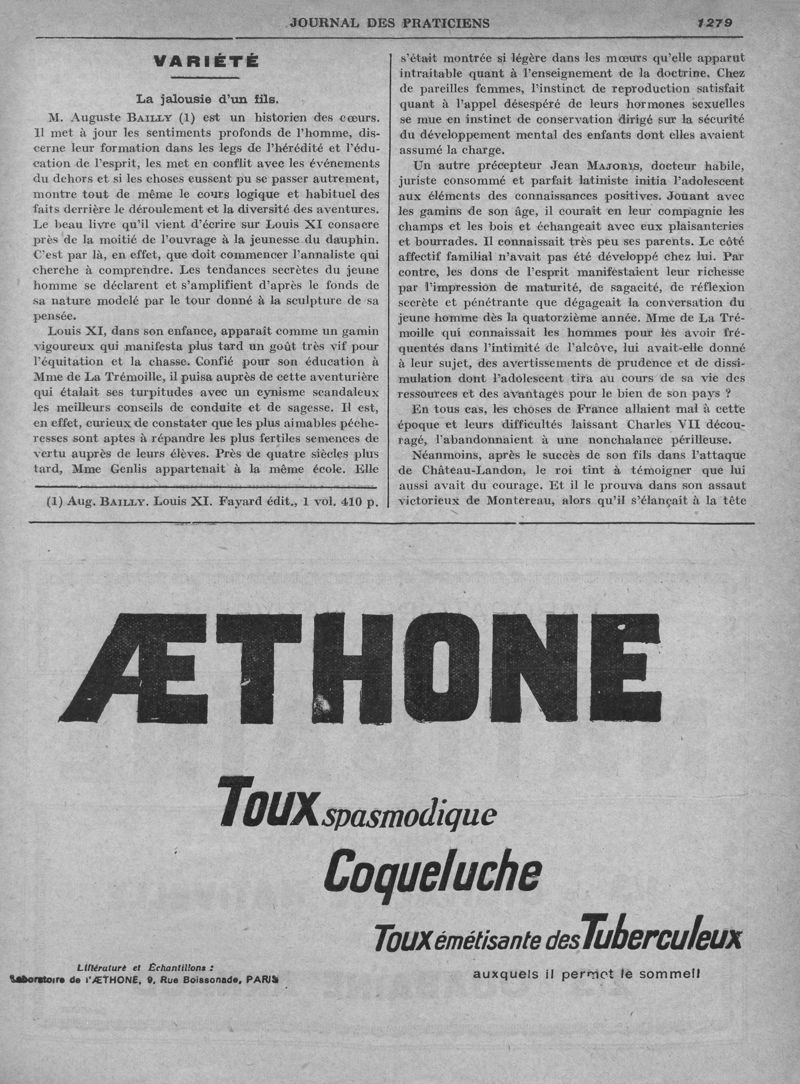 JOURNAL DES PRATICIENS
1279
VARIÉTÉ
La jalousie d'un fils.
M. Auguste BAILLY (1) est un historien des cœurs.
Il met à jour les sentiments profonds de l'homme, dis-
cerne leur formation dans les legs de l'hérédité et l'édu-
cation de l'esprit, les met en conflit avec les événements
du dehors et si les choses eussent pu se passer autrement,
montre tout de même le cours logique et habituel des
faits derrière le déroulement et la diversité des aventures.
Le beau livre qu'il vient d'écrire sur Louis XI consacre
près de la moitié de l'ouvrage à la jeunesse du dauphin.
C'est par là, en effet, que doit commencer l'annaliste qui
cherche à comprendre. Les tendances secrètes du jeune
homme se déclarent et s'amplifient d'après le fonds de
sa nature modelé par le tour donné à la sculpture de sa
pensée.
Louis XI, dans son enfance, apparaît comme un gamin
vigoureux qui manifesta plus tard un goût très vif pour
l'équitation et la chasse. Confié pour son éducation à
Mme de La Trémoille, il puisa auprès de cette aventurière
qui étalait ses turpitudes avec un cynisme scandaleux
les meilleurs conseils de conduite et de sagesse. Il est,
en effet, curieux de constater que les plus aimables péche-
resses sont aptes à répandre les plus fertiles semences de
vertu auprès de leurs élèves. Près de quatre siècles plus
tard, Mme Genlis appartenait à la même école. Elle
(1) Aug. BAILLY. Louis XI. Fayard édit., 1 vol. 410 p.
s'était montrée si légère dans les mœurs qu'elle apparut
intraitable quant à l'enseignement de la doctrine. Chez
de pareilles femmes, l'instinct de reproduction satisfait
quant à l'appel désespéré de leurs hormones sexuelles
se mue en instinct de conservation dirigé sur la sécurité
du développement mental des enfants dont elles avaient
assumé la charge.
Un autre précepteur Jean MAJORIS, docteur habile,
juriste consommé et parfait latiniste initia l'adolescent
aux éléments des connaissances positives. Jouant avec
les gamins de son âge, il courait en leur compagnie les
champs et les bois et échangeait avec eux plaisanteries
et bourrades. Il connaissait très peu ses parents. Le côté
affectif familial n'avait pas été développé chez lui. Par
contre, les dons de l'esprit manifestaient leur richesse
par l'impression de maturité, de sagacité, de réflexion
secrète et pénétrante que dégageait la conversation du
jeune homme dès la quatorzième année. Mme de La Tré-
moille qui connaissait les hommes pour les avoir fré-
quentés dans l'intimité de l'alcôve, lui avait-elle donné
à leur sujet, des avertissements de prudence et de dissi-
mulation dont l'adolescent tira au cours de sa vie des
ressources et des avantages pour le bien de son pays ?
En tous cas, les choses de France allaient mal à cette
époque et leurs difficultés laissant Charles VII décou-
ragé, l'abandonnaient à une nonchalance périlleuse.
Néanmoins, après le succès de son fils dans l'attaque
de Château-Landon, le roi tint à témoigner que lui
aussi avait du courage. Et il le prouva dans son assaut
victorieux de Montereau, alors qu'il s'élançait à la tête
ÆTHONE
Toux spasmodique
Coqueluche
Toux émétisante des Tuberculeux
auxquels il permet le sommeil
Littérature et Échantillons :
Laboratoire de l'ÆTHONE, 9, Rue Boissonade, PARIS